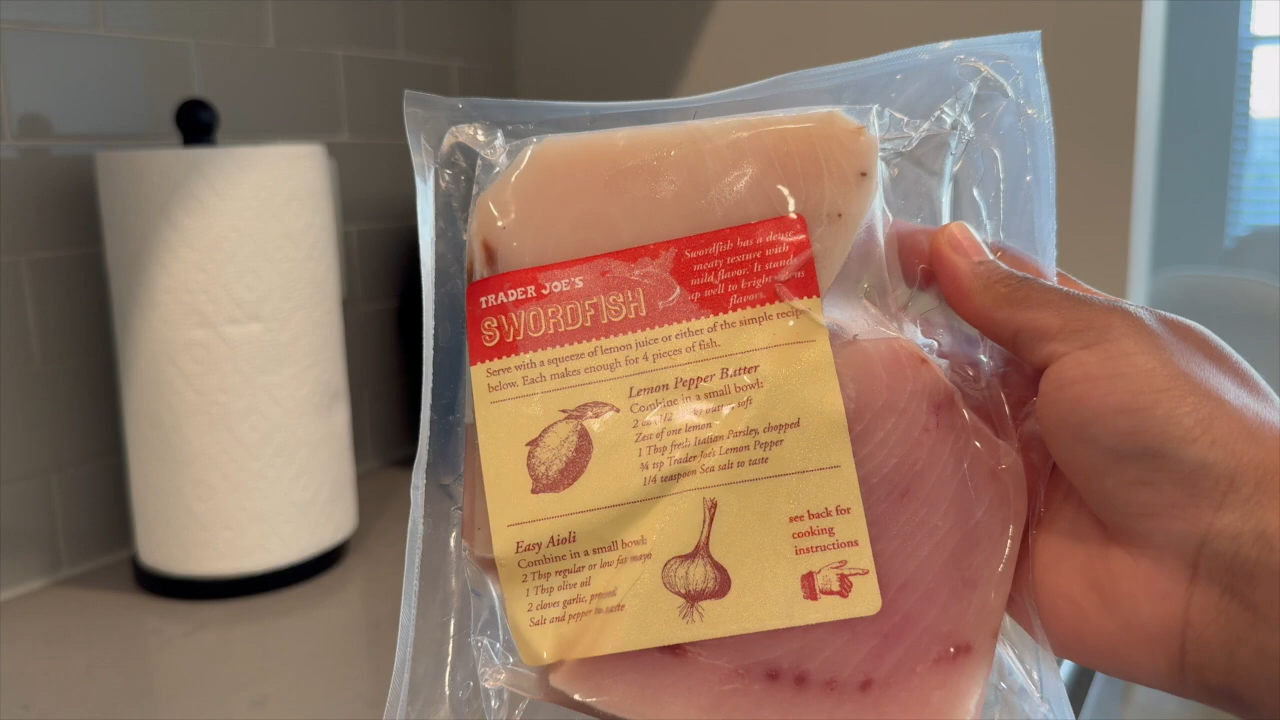 TRADER JOE'S
SWORDFISH
Swordfish has a dense,
meaty texture with
mild flavor. It stands
up well to bright
flavors.
Serve with a squeeze of lemon juice or either of the simple
below. Each makes enough for 4 pieces of fish.
Lemon Pepper Butter
Combine in a small bowl:
2 butter soft
Zest of one lemon
1 Tbsp fresh Italian Parsley, chopped
¾ tsp Trader Joe's Lemon Pepper
1/4 teaspoon Sea salt to taste
Easy Aioli
Combine in a small bowl:
2 Tbsp regular or low fat mayo
1 Tbsp olive oil
2 cloves garlic, pressed
Salt and pepper to taste
see back for
cooking
instructions